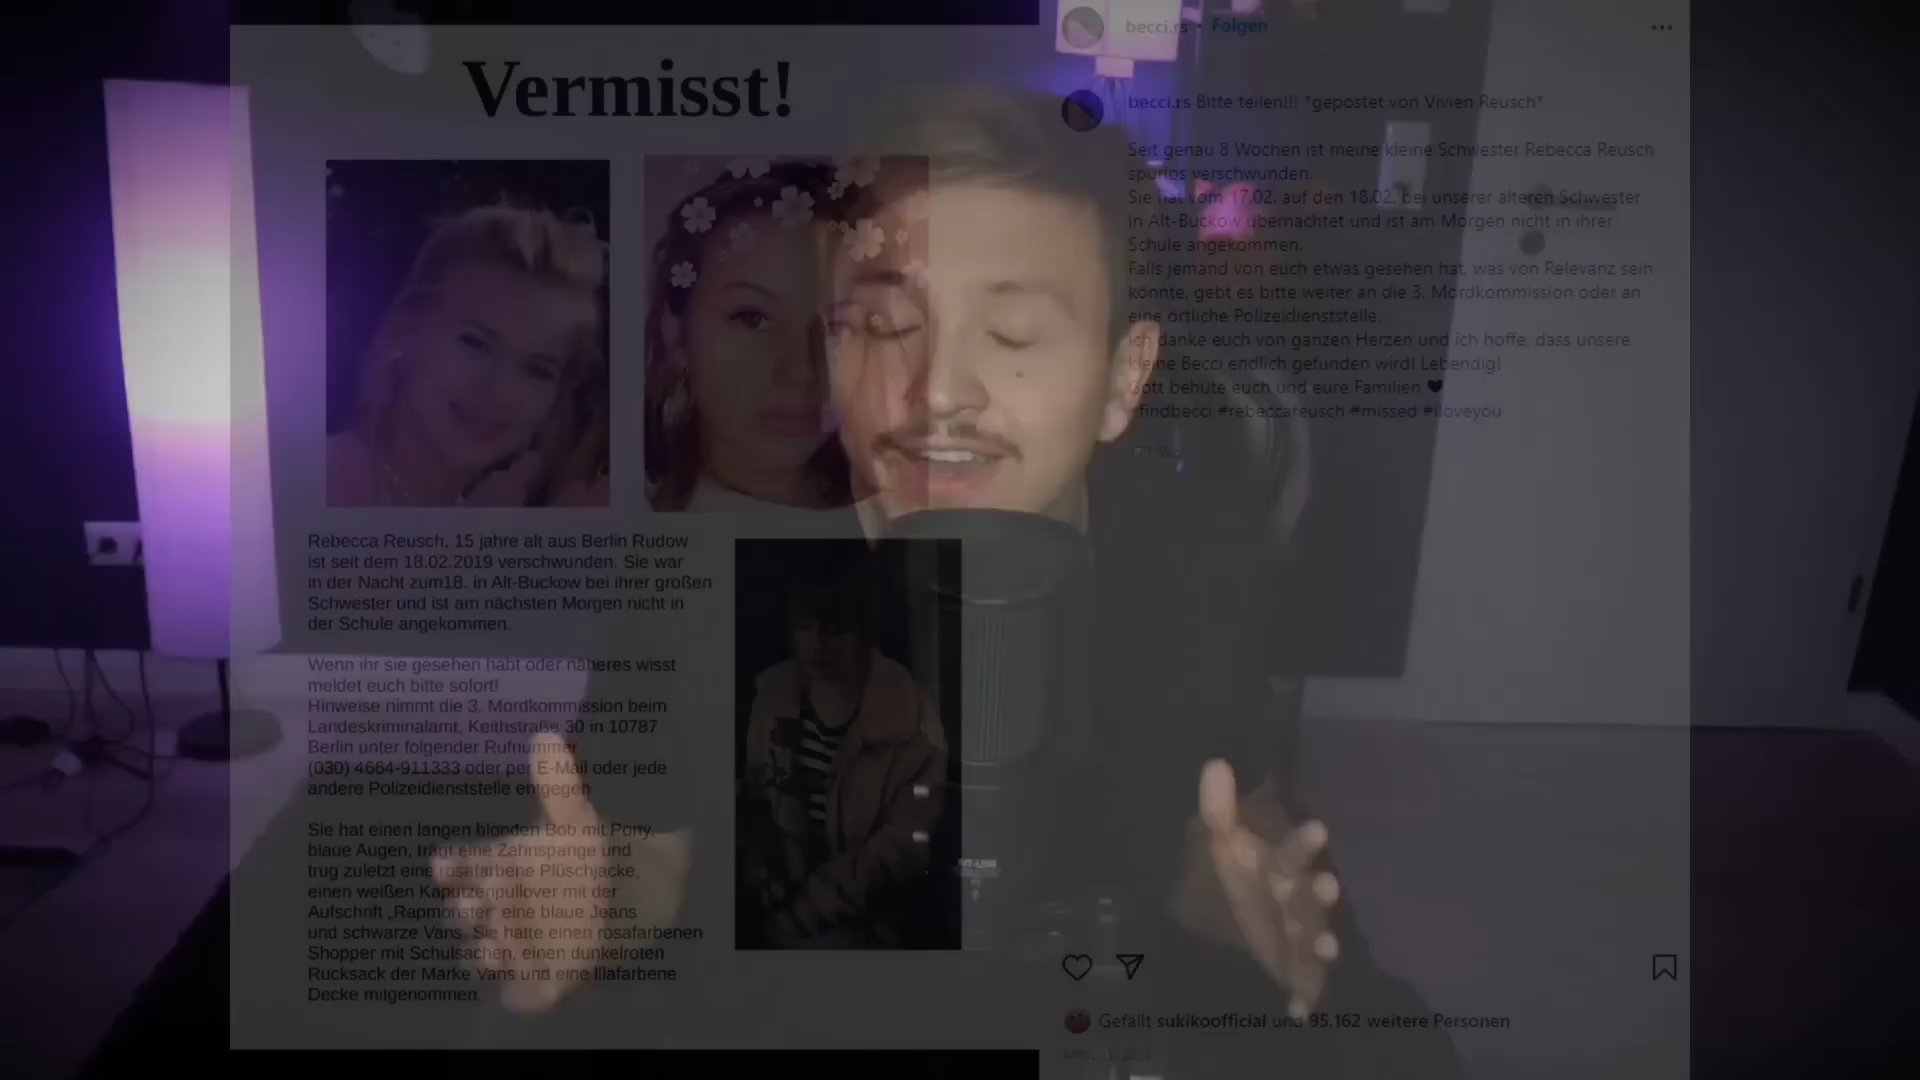 Vermisst!
Rebecca Reusch, 15 jahre alt aus Berlin Rudow
ist seit dem 18.02.2019 verschwunden. Sie war
in der Nacht zum18. in Alt-Buckow bei ihrer großen
Schwester und ist am nächsten Morgen nicht in
der Schule angekommen.
Wenn ihr sie gesehen habt oder näheres wisst
meldet euch bitte sofort!
Hinweise nimmt die 3. Mordkommission beim
Landeskriminalamt, Keithstraße 30 in 10787
Berlin unter folgender Rufnummer
(030) 4664-911333 oder per E-Mail oder jede
andere Polizeidienststelle entgegen
Sie hat einen langen blonden Bob mit Pony,
blaue Augen, trägt eine Zahnspange und
trug zuletzt eine rosafarbene Plüschjacke,
einen weißen Kaputzenpullover mit der
Aufschrift „Rapmonster" eine blaue Jeans
und schwarze Vans. Sie hatte einen rosafarbenen
Shopper mit Schulsachen, einen dunkelroten
Rucksack der Marke Vans und eine lilafarbene
Decke mitgenommen.
becci.rs • Folgen
becci.rs Bitte teilen!!! *gepostet von Vivien Reusch*
Seit genau 8 Wochen ist meine kleine Schwester Rebecca Reusch
spurlos verschwunden.
Sie hat vom 17.02. auf den 18.02. bei unserer älteren Schwester
in Alt-Buckow übernachtet und ist am Morgen nicht in ihrer
Schule angekommen.
Falls jemand von euch etwas gesehen hat, was von Relevanz sein
könnte, gebt es bitte weiter an die 3. Mordkommission oder an
eine örtliche Polizeidienststelle.
Ich danke euch von ganzen Herzen und ich hoffe, dass unsere
kleine Becci endlich gefunden wird! Lebendig!
Gott behüte euch und eure Familien ♥
#findbecci #rebeccareusch #missed #iloveyou
Gefällt sukikoofficial und 95.162 weitere Personen